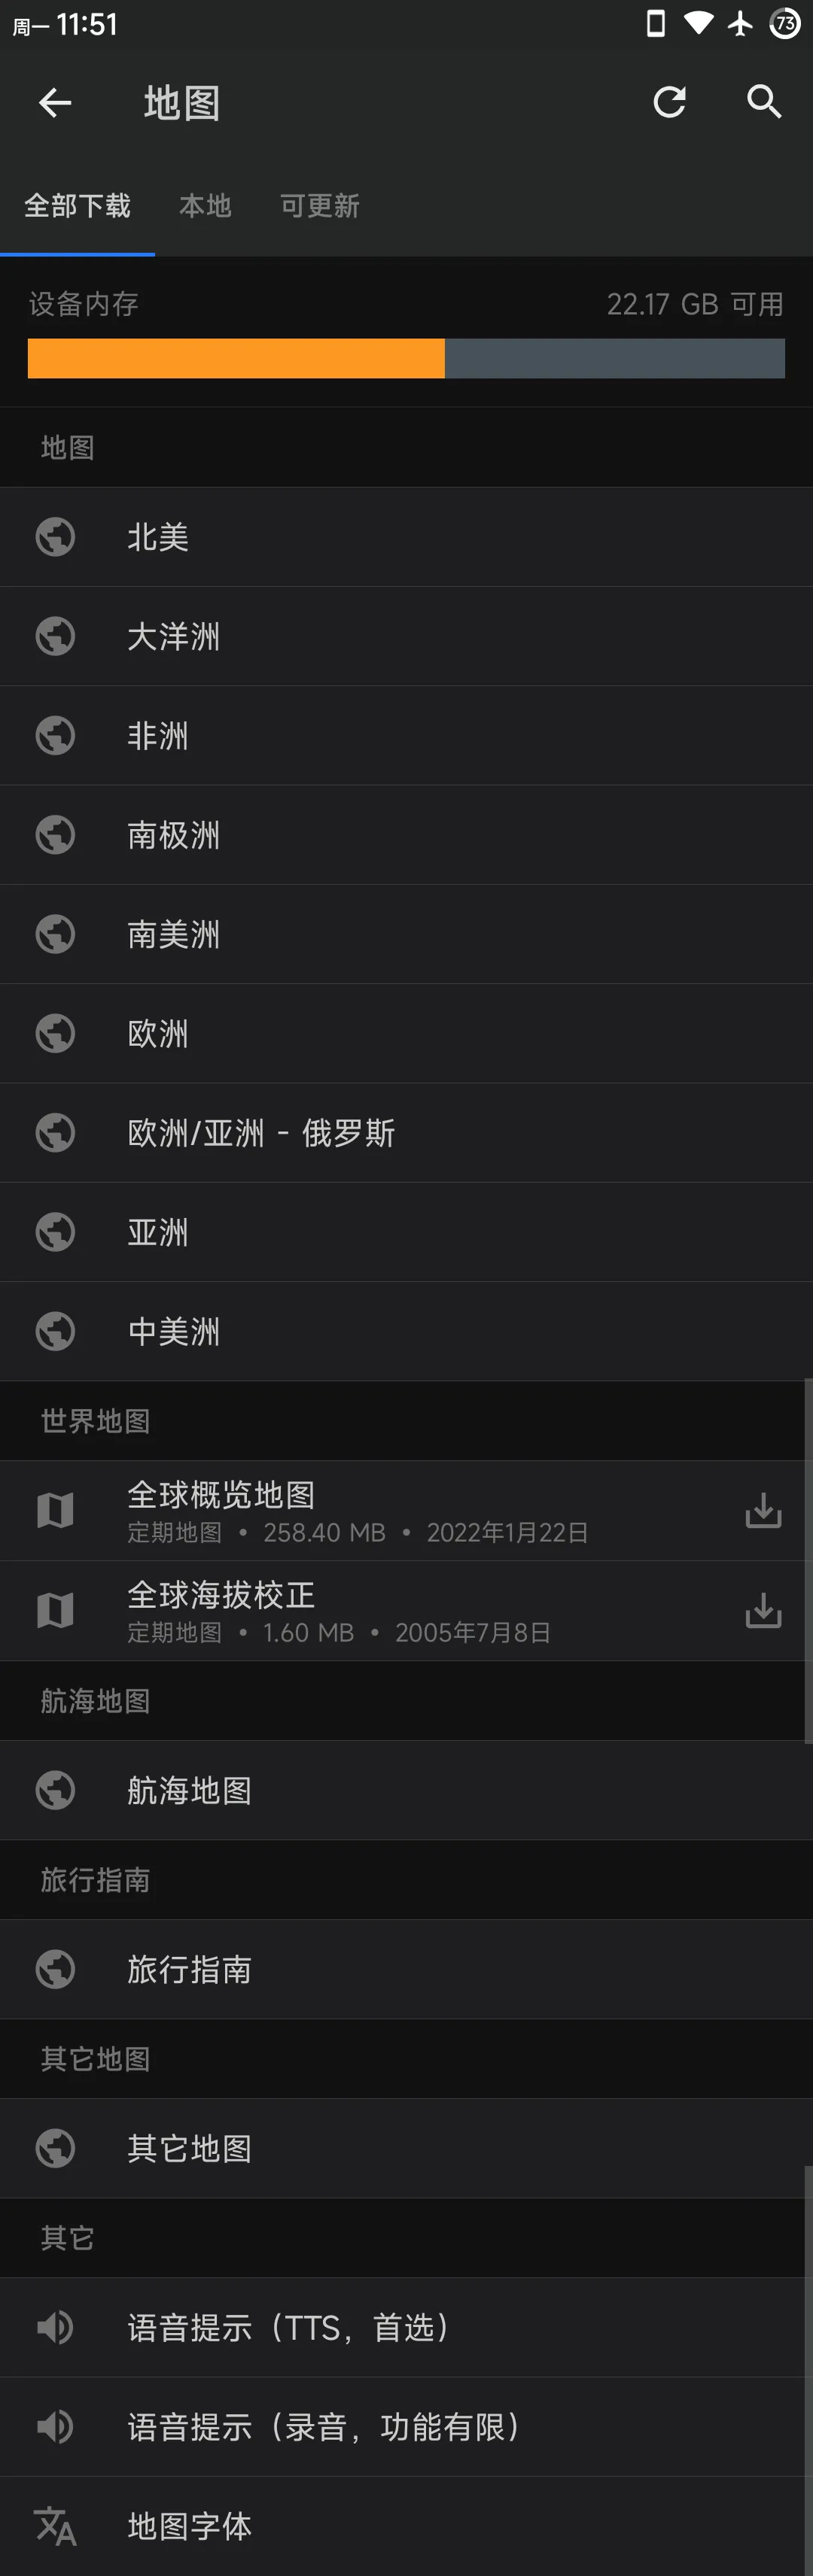 周一 11:51
73
地图
全部下载 本地 可更新
设备内存 22.17 GB 可用
地图
北美
大洋洲
非洲
南极洲
南美洲
欧洲
欧洲/亚洲 - 俄罗斯
亚洲
中美洲
世界地图
全球概览地图
定期地图 • 258.40 MB • 2022年1月22日
全球海拔校正
定期地图 • 1.60 MB • 2005年7月8日
航海地图
航海地图
旅行指南
旅行指南
其它地图
其它地图
其它
语音提示（TTS，首选）
语音提示（录音，功能有限）
地图字体